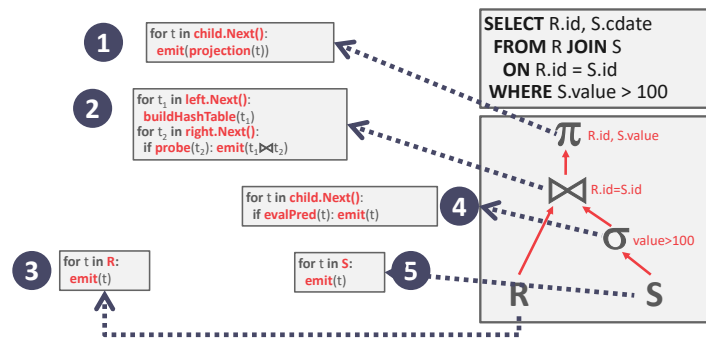 1
for t in child.Next():
emit(projection(t))
2
for t₁ in left.Next():
buildHashTable(t₁)
for t₂ in right.Next():
if probe(t₂): emit(t₁⨝t₂)
for t in child.Next():
if evalPred(t): emit(t)
4
3
for t in R:
emit(t)
for t in S:
emit(t)
5
SELECT R.id, S.cdate
FROM R JOIN S
ON R.id = S.id
WHERE S.value > 100
π R.id, S.value
⨝ R.id=S.id
σ value>100
R S